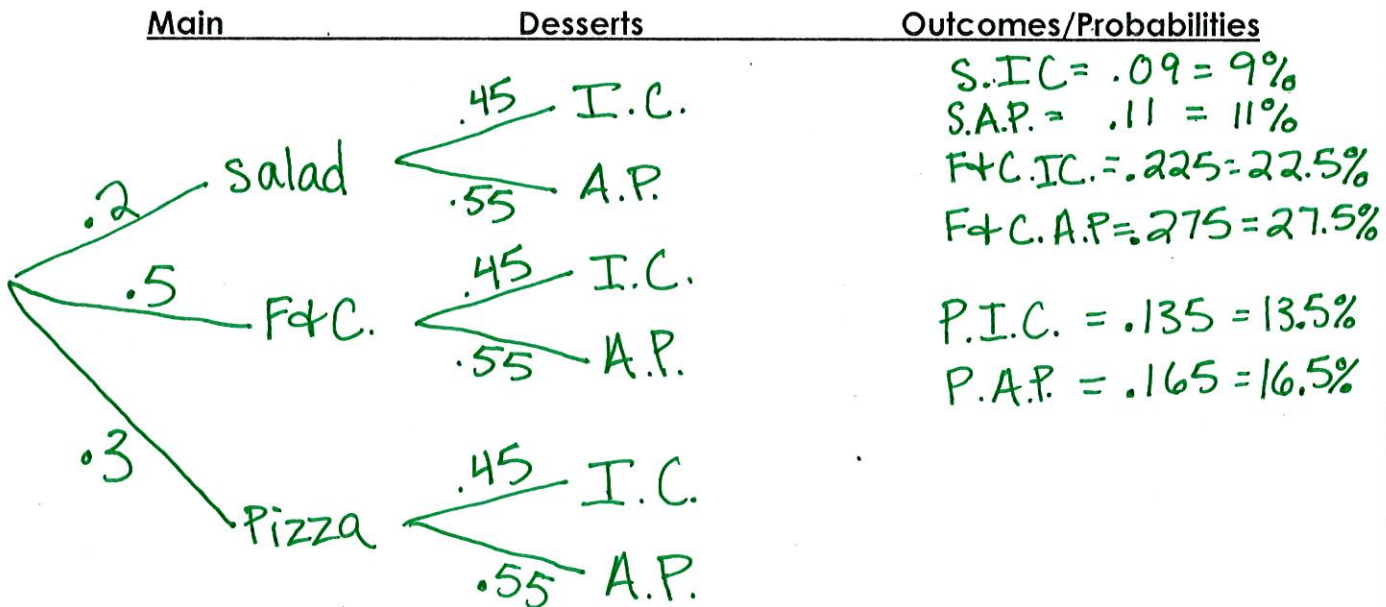 Main Desserts Outcomes/Probabilities
S.IC= .09 = 9%
.45 I.C.
S.A.P. = .11 = 11%
.2 Salad
F&C.IC.=.225=22.5%
.55 A.P.
F&C.A.P=.275=27.5%
.45 I.C.
.5 F&C.
P.I.C. = .135 = 13.5%
.55 A.P.
P.A.P. = .165 = 16.5%
.3
.45 I.C.
Pizza
.55 A.P.